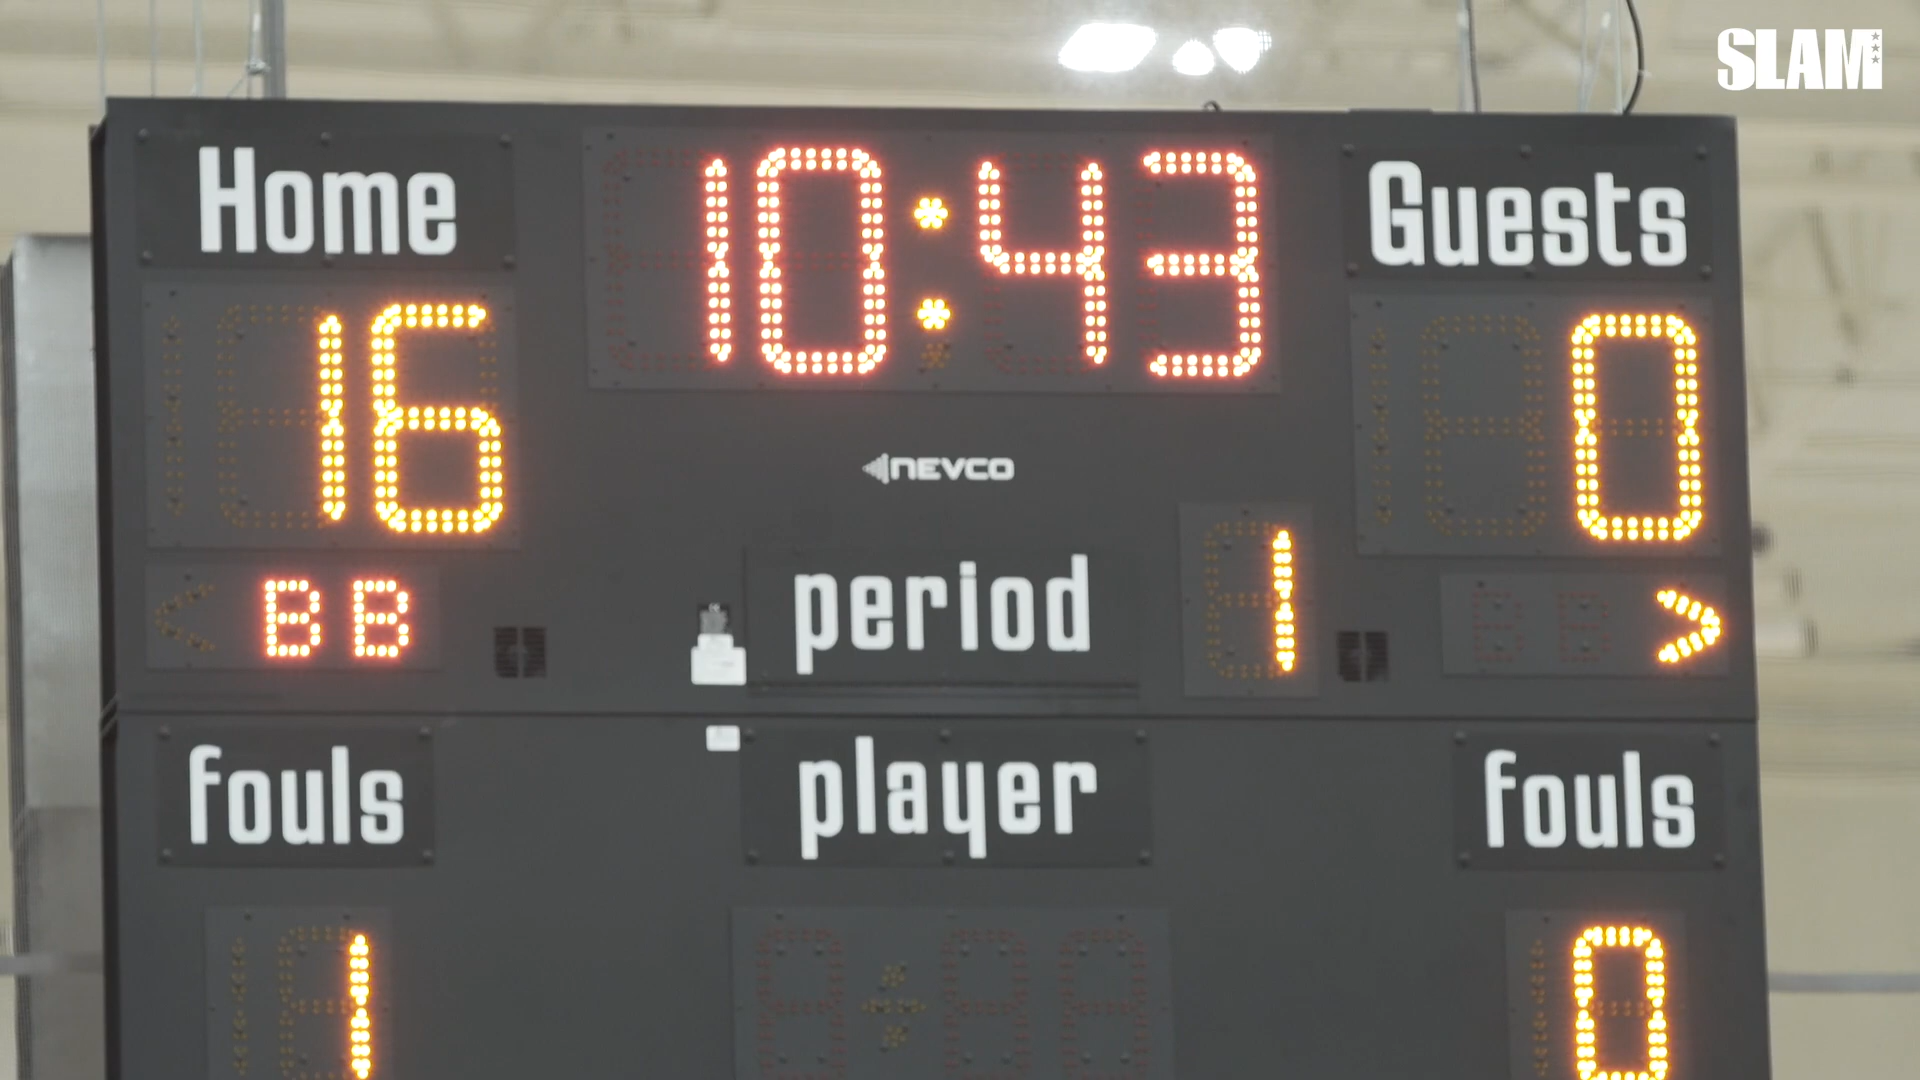 SLAM
Home 10:43 Guests
16 0
NEVCO
BB period 1 >
fouls player fouls
1 0